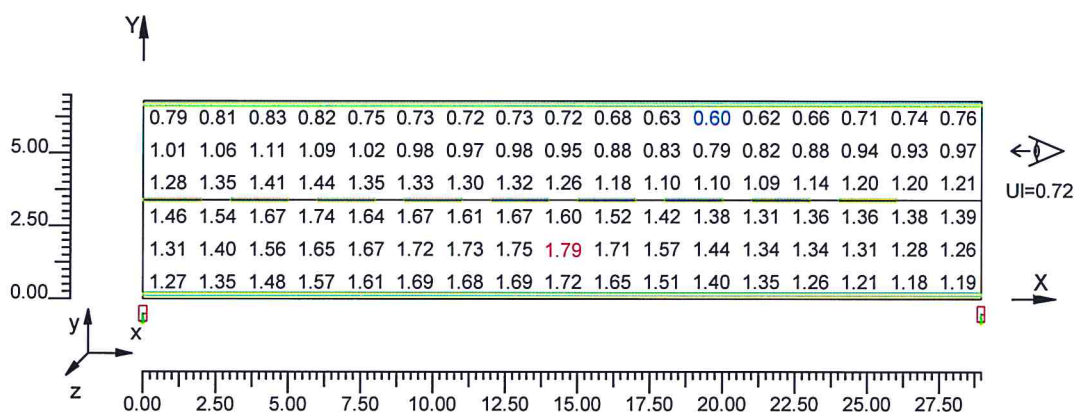 Y
0.79 0.81 0.83 0.82 0.75 0.73 0.72 0.73 0.72 0.68 0.63 0.60 0.62 0.66 0.71 0.74 0.76
5.00 1.01 1.06 1.11 1.09 1.02 0.98 0.97 0.98 0.95 0.88 0.83 0.79 0.82 0.88 0.94 0.93 0.97
1.28 1.35 1.41 1.44 1.35 1.33 1.30 1.32 1.26 1.18 1.10 1.10 1.09 1.14 1.20 1.20 1.21 UI=0.72
2.50 1.46 1.54 1.67 1.74 1.64 1.67 1.61 1.67 1.60 1.52 1.42 1.38 1.31 1.36 1.36 1.38 1.39
1.31 1.40 1.56 1.65 1.67 1.72 1.73 1.75 1.79 1.71 1.57 1.44 1.34 1.34 1.31 1.28 1.26
0.00 1.27 1.35 1.48 1.57 1.61 1.69 1.68 1.69 1.72 1.65 1.51 1.40 1.35 1.26 1.21 1.18 1.19 X
y x
z
0.00 2.50 5.00 7.50 10.00 12.50 15.00 17.50 20.00 22.50 25.00 27.50